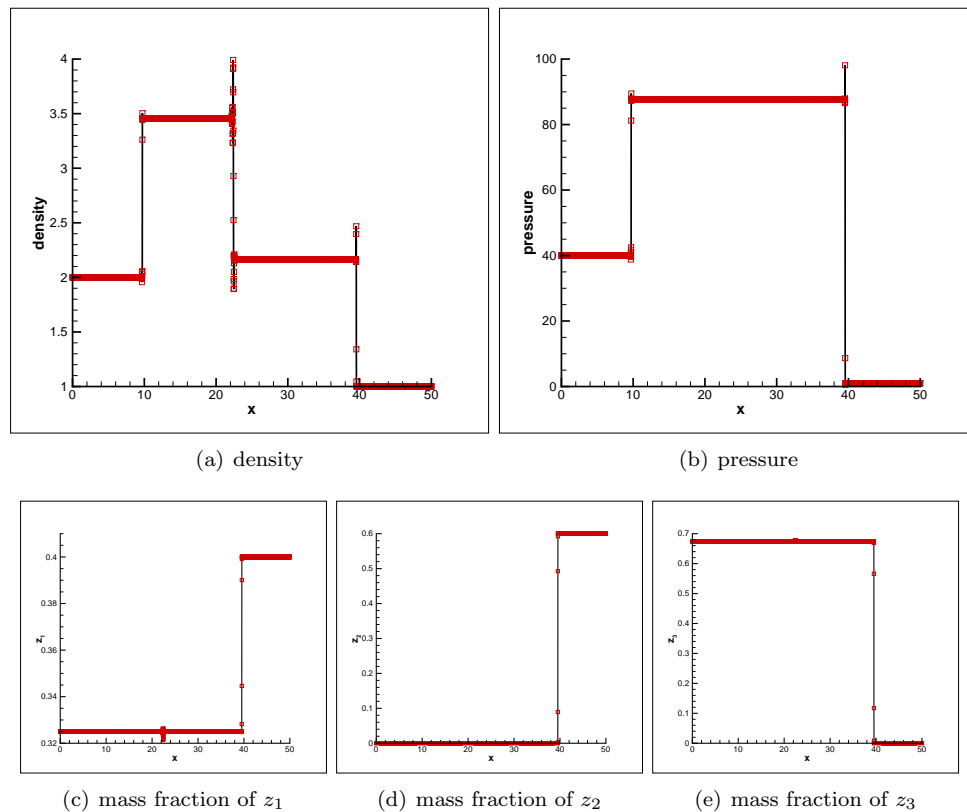 4
3.5
3
2.5
2
1.5
1
density
0 10 20 30 40 50
x
100
80
60
40
20
0
pressure
0 10 20 30 40 50
x
(a) density
(b) pressure
0.4
0.38
0.36
0.34
0.32
z1
0 10 20 30 40 50
x
0.6
0.5
0.4
0.3
0.2
0.1
0
z2
0 10 20 30 40 50
x
0.7
0.6
0.5
0.4
0.3
0.2
0.1
0
z3
0 10 20 30 40 50
x
(c) mass fraction of z1
(d) mass fraction of z2
(e) mass fraction of z3